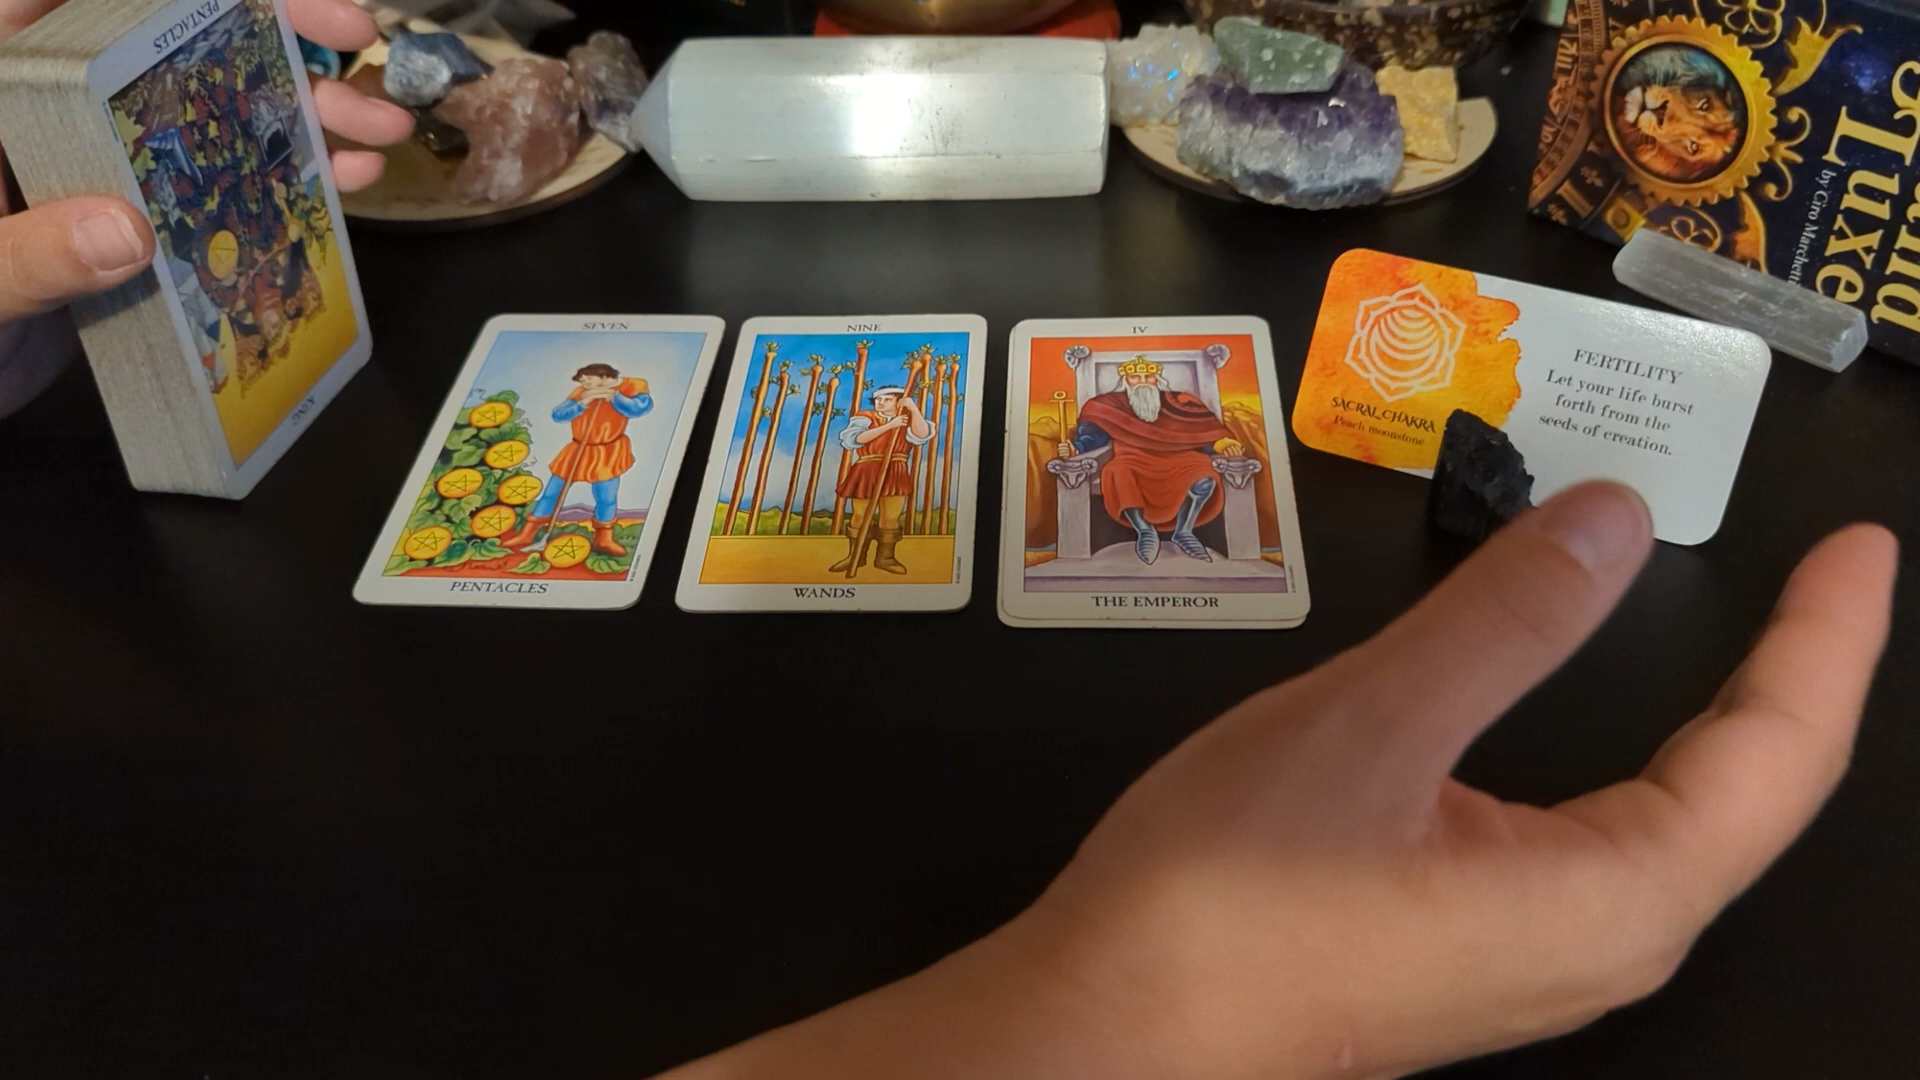 PENTACLES
KING
SEVEN
PENTACLES
NINE
WANDS
IV
THE EMPEROR
SACRAL CHAKRA
Peach moonstone
FERTILITY
Let your life burst
forth from the
seeds of creation.
Luxe
by Ciro Marchetti